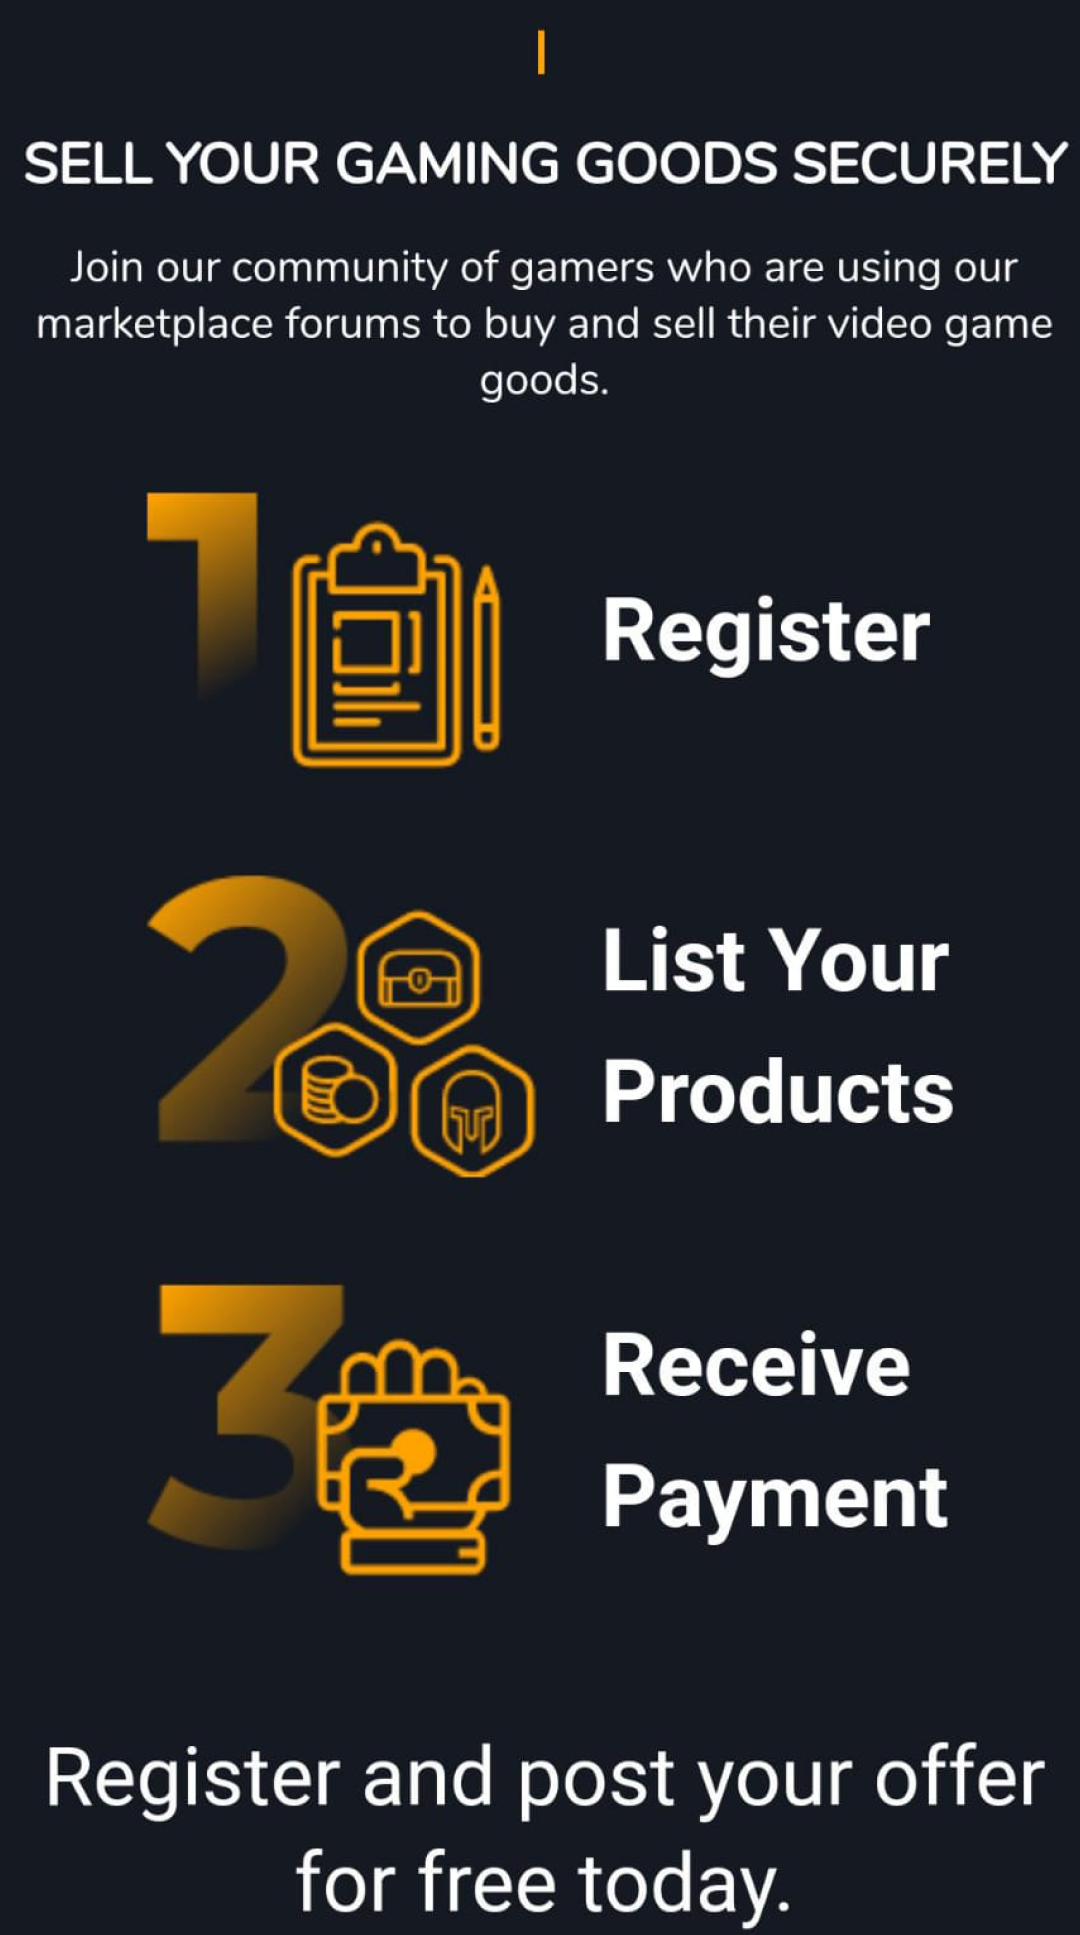 SELL YOUR GAMING GOODS SECURELY
Join our community of gamers who are using our
marketplace forums to buy and sell their video game
goods.
1
Register
2
List Your
Products
3
Receive
Payment
Register and post your offer
for free today.